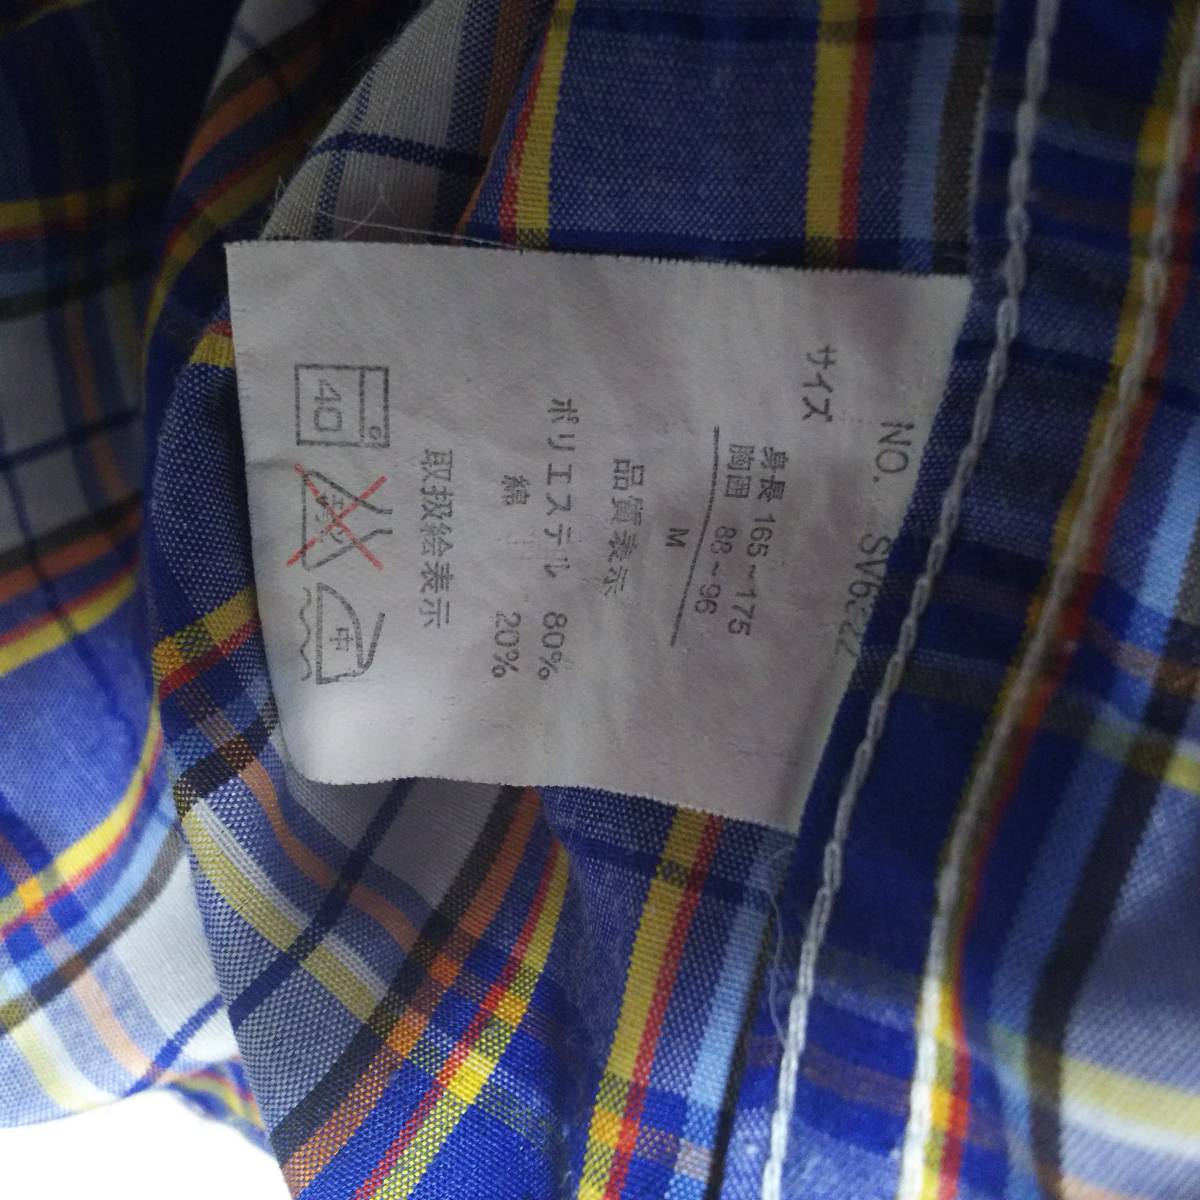 NO.
サイズ
身長 165~175
胸囲 88~96
M
品質表示
ポリエステル 80%
綿 20%
取扱絵表示
40
中